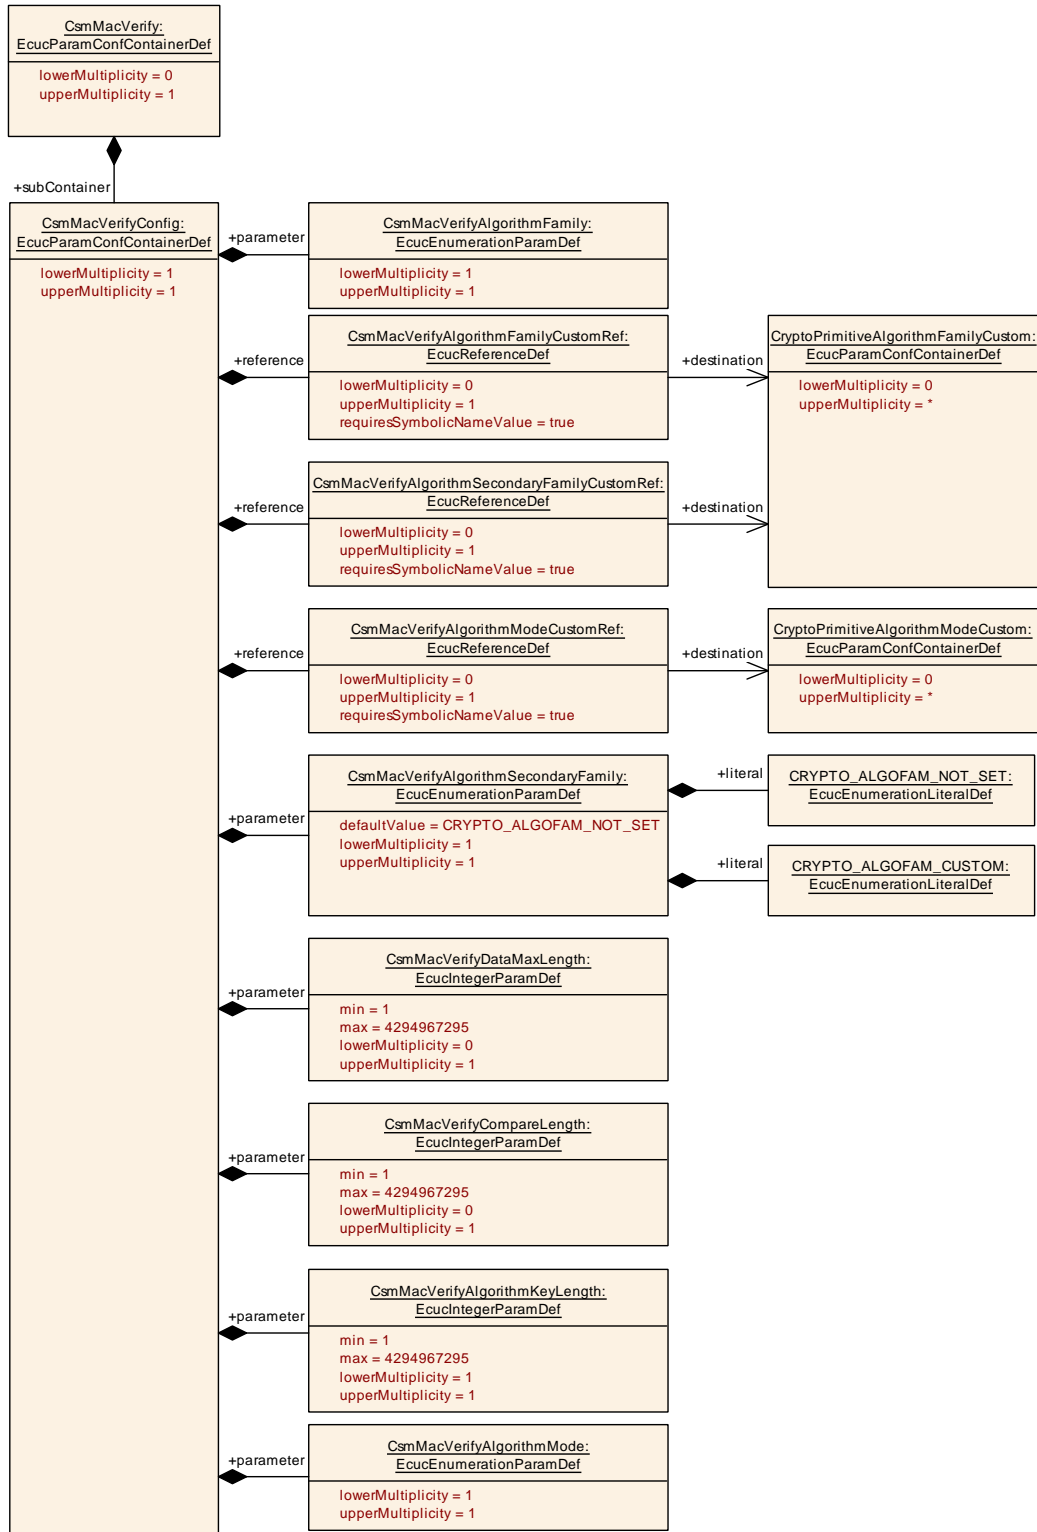 CsmMacVerify:
EcucParamConfContainerDef
lowerMultiplicity = 0
upperMultiplicity = 1
+subContainer
CsmMacVerifyConfig:
EcucParamConfContainerDef
lowerMultiplicity = 1
upperMultiplicity = 1
+parameter
CsmMacVerifyAlgorithmFamily:
EcucEnumerationParamDef
lowerMultiplicity = 1
upperMultiplicity = 1
+reference
CsmMacVerifyAlgorithmFamilyCustomRef:
EcucReferenceDef
lowerMultiplicity = 0
upperMultiplicity = 1
requiresSymbolicNameValue = true
+destination
CryptoPrimitiveAlgorithmFamilyCustom:
EcucParamConfContainerDef
lowerMultiplicity = 0
upperMultiplicity = *
+reference
CsmMacVerifyAlgorithmSecondaryFamilyCustomRef:
EcucReferenceDef
lowerMultiplicity = 0
upperMultiplicity = 1
requiresSymbolicNameValue = true
+destination
+reference
CsmMacVerifyAlgorithmModeCustomRef:
EcucReferenceDef
lowerMultiplicity = 0
upperMultiplicity = 1
requiresSymbolicNameValue = true
+destination
CryptoPrimitiveAlgorithmModeCustom:
EcucParamConfContainerDef
lowerMultiplicity = 0
upperMultiplicity = *
+parameter
CsmMacVerifyAlgorithmSecondaryFamily:
EcucEnumerationParamDef
defaultValue = CRYPTO_ALGOFAM_NOT_SET
lowerMultiplicity = 1
upperMultiplicity = 1
+literal
CRYPTO_ALGOFAM_NOT_SET:
EcucEnumerationLiteralDef
+literal
CRYPTO_ALGOFAM_CUSTOM:
EcucEnumerationLiteralDef
+parameter
CsmMacVerifyDataMaxLength:
EcucIntegerParamDef
min = 1
max = 4294967295
lowerMultiplicity = 0
upperMultiplicity = 1
+parameter
CsmMacVerifyCompareLength:
EcucIntegerParamDef
min = 1
max = 4294967295
lowerMultiplicity = 0
upperMultiplicity = 1
+parameter
CsmMacVerifyAlgorithmKeyLength:
EcucIntegerParamDef
min = 1
max = 4294967295
lowerMultiplicity = 1
upperMultiplicity = 1
+parameter
CsmMacVerifyAlgorithmMode:
EcucEnumerationParamDef
lowerMultiplicity = 1
upperMultiplicity = 1